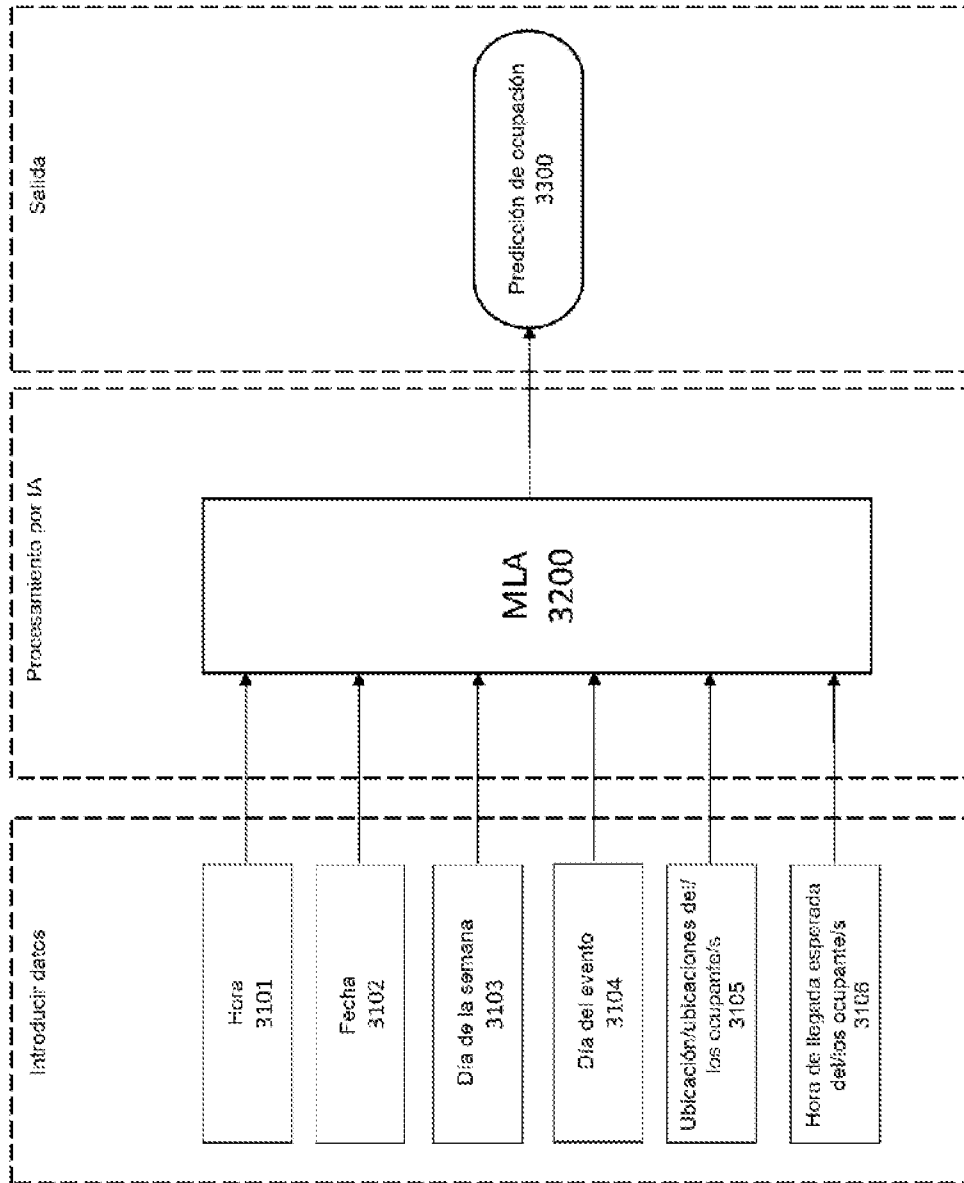 Introducir datos
Hora
3101
Fecha
3102
Día de la semana
3103
Día del evento
3104
Ubicación/ubicaciones del/
los ocupante/s
3105
Hora de llegada esperada
del/los ocupante/s
3106
Procesamiento por IA
MLA
3200
Salida
Predicción de ocupación
3300